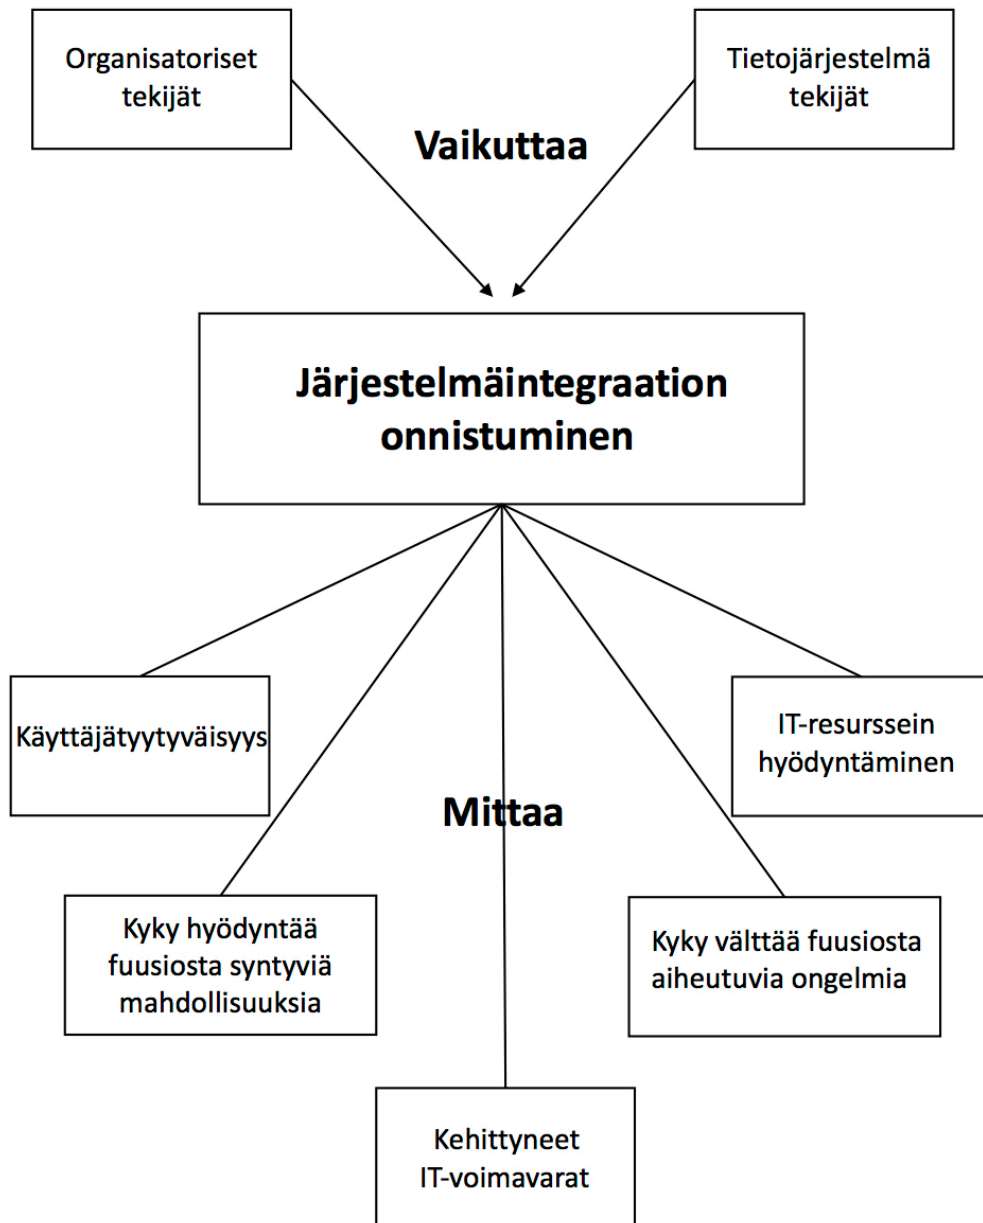 Organisatoriset
tekijät
Tietojärjestelmä
tekijät
Vaikuttaa
Järjestelmäintegraation
onnistuminen
Käyttäjätyytyväisyys
IT-resurssein
hyödyntäminen
Mittaa
Kyky hyödyntää
fuusiosta syntyviä
mahdollisuuksia
Kyky välttää fuusiosta
aiheutuvia ongelmia
Kehittyneet
IT-voimavarat